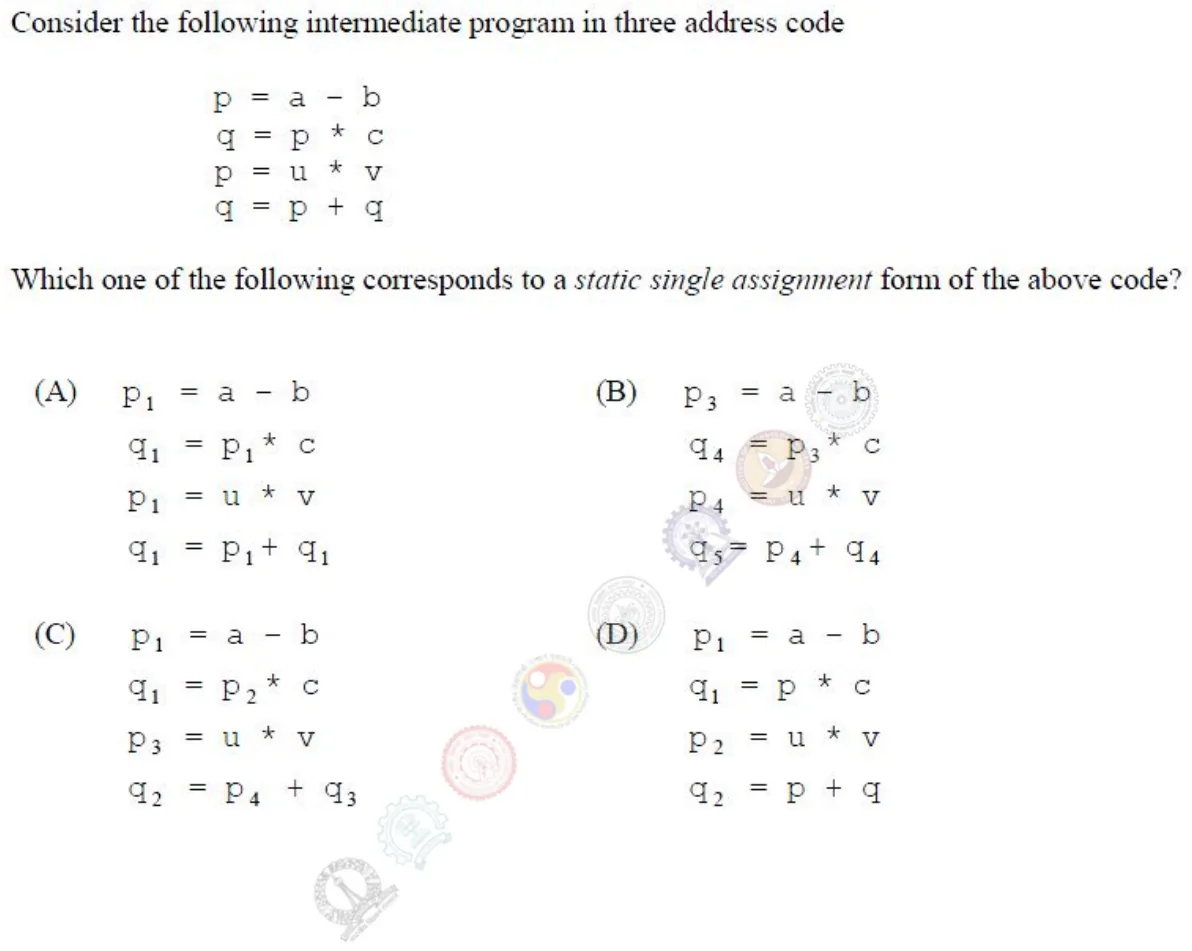 Consider the following intermediate program in three address code
p = a - b
q = p * c
p = u * v
q = p + q
Which one of the following corresponds to a static single assignment form of the above code?
(A) p₁ = a - b
q₁ = p₁ * c
p₁ = u * v
q₁ = p₁ + q₁
(B) p₃ = a - b
q₄ = p₃ * c
p₄ = u * v
q₅ = p₄ + q₄
(C) p₁ = a - b
q₁ = p₂ * c
p₃ = u * v
q₂ = p₄ + q₃
(D) p₁ = a - b
q₁ = p * c
p₂ = u * v
q₂ = p + q